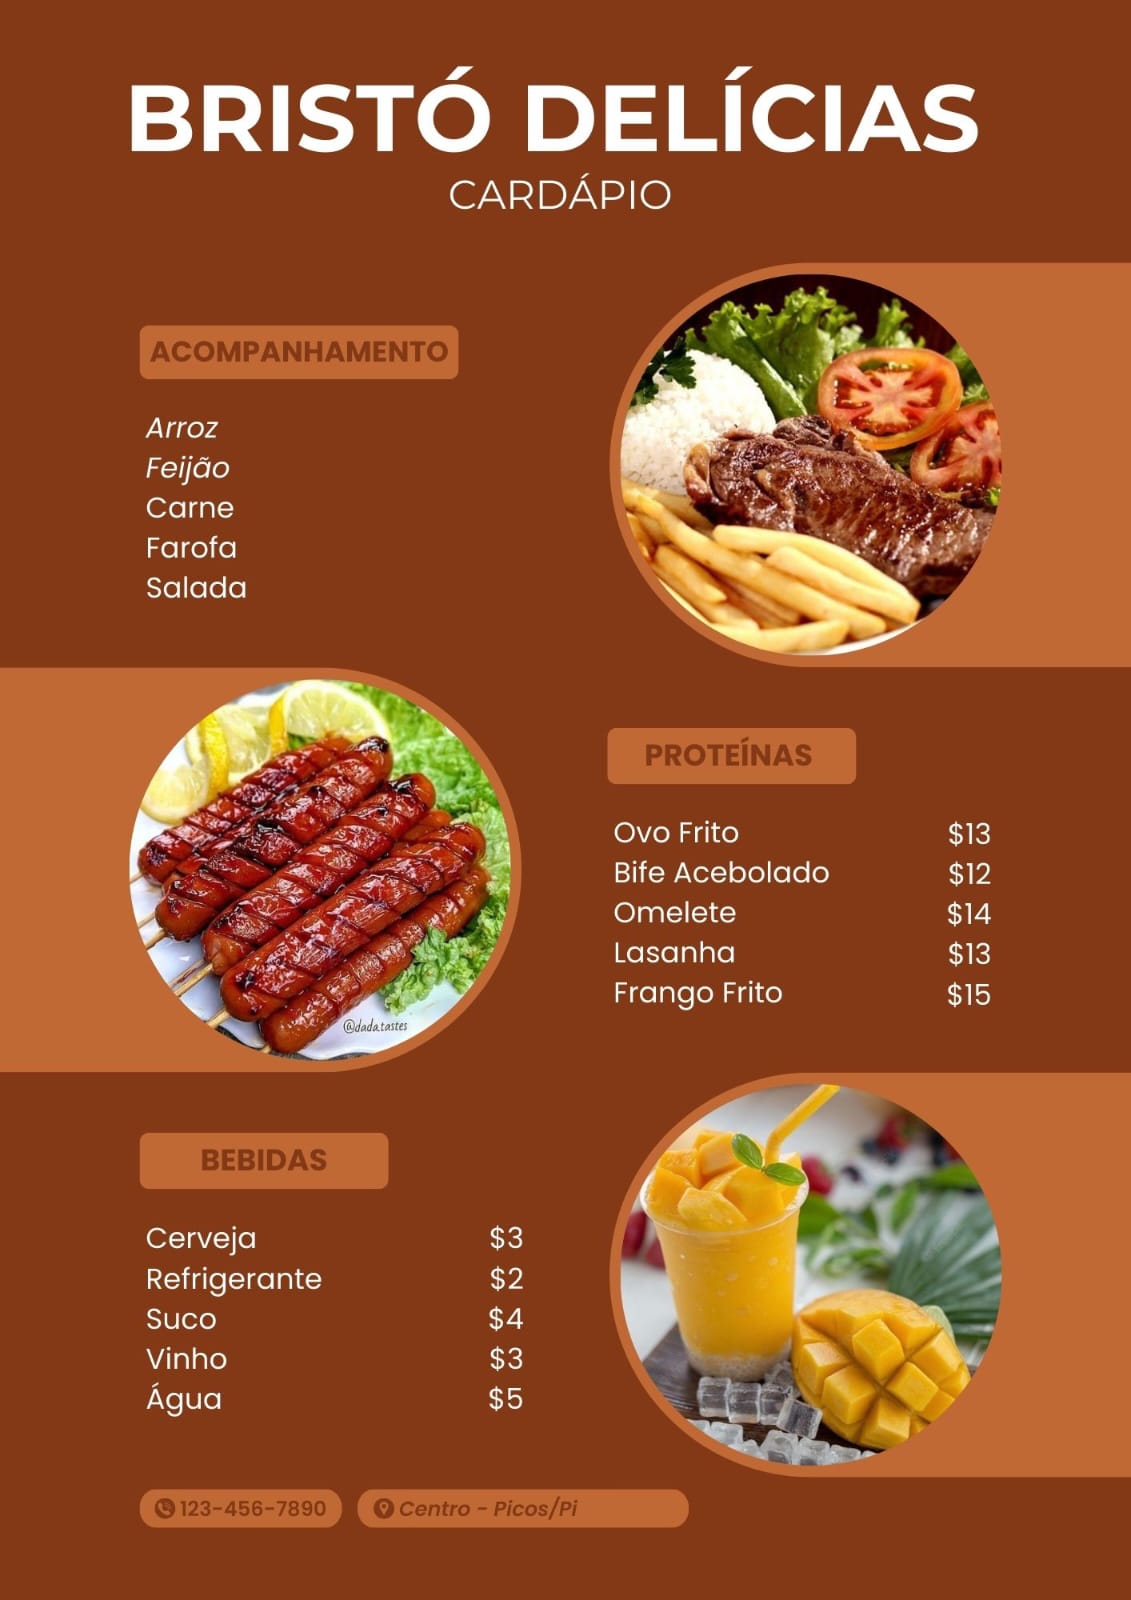 BRISTÓ DELÍCIAS
CARDÁPIO
ACOMPANHAMENTO
Arroz
Feijão
Carne
Farofa
Salada
@dada.tastes
PROTEÍNAS
Ovo Frito $13
Bife Acebolado $12
Omelete $14
Lasanha $13
Frango Frito $15
BEBIDAS
Cerveja $3
Refrigerante $2
Suco $4
Vinho $3
Água $5
123-456-7890 Centro - Picos/Pi